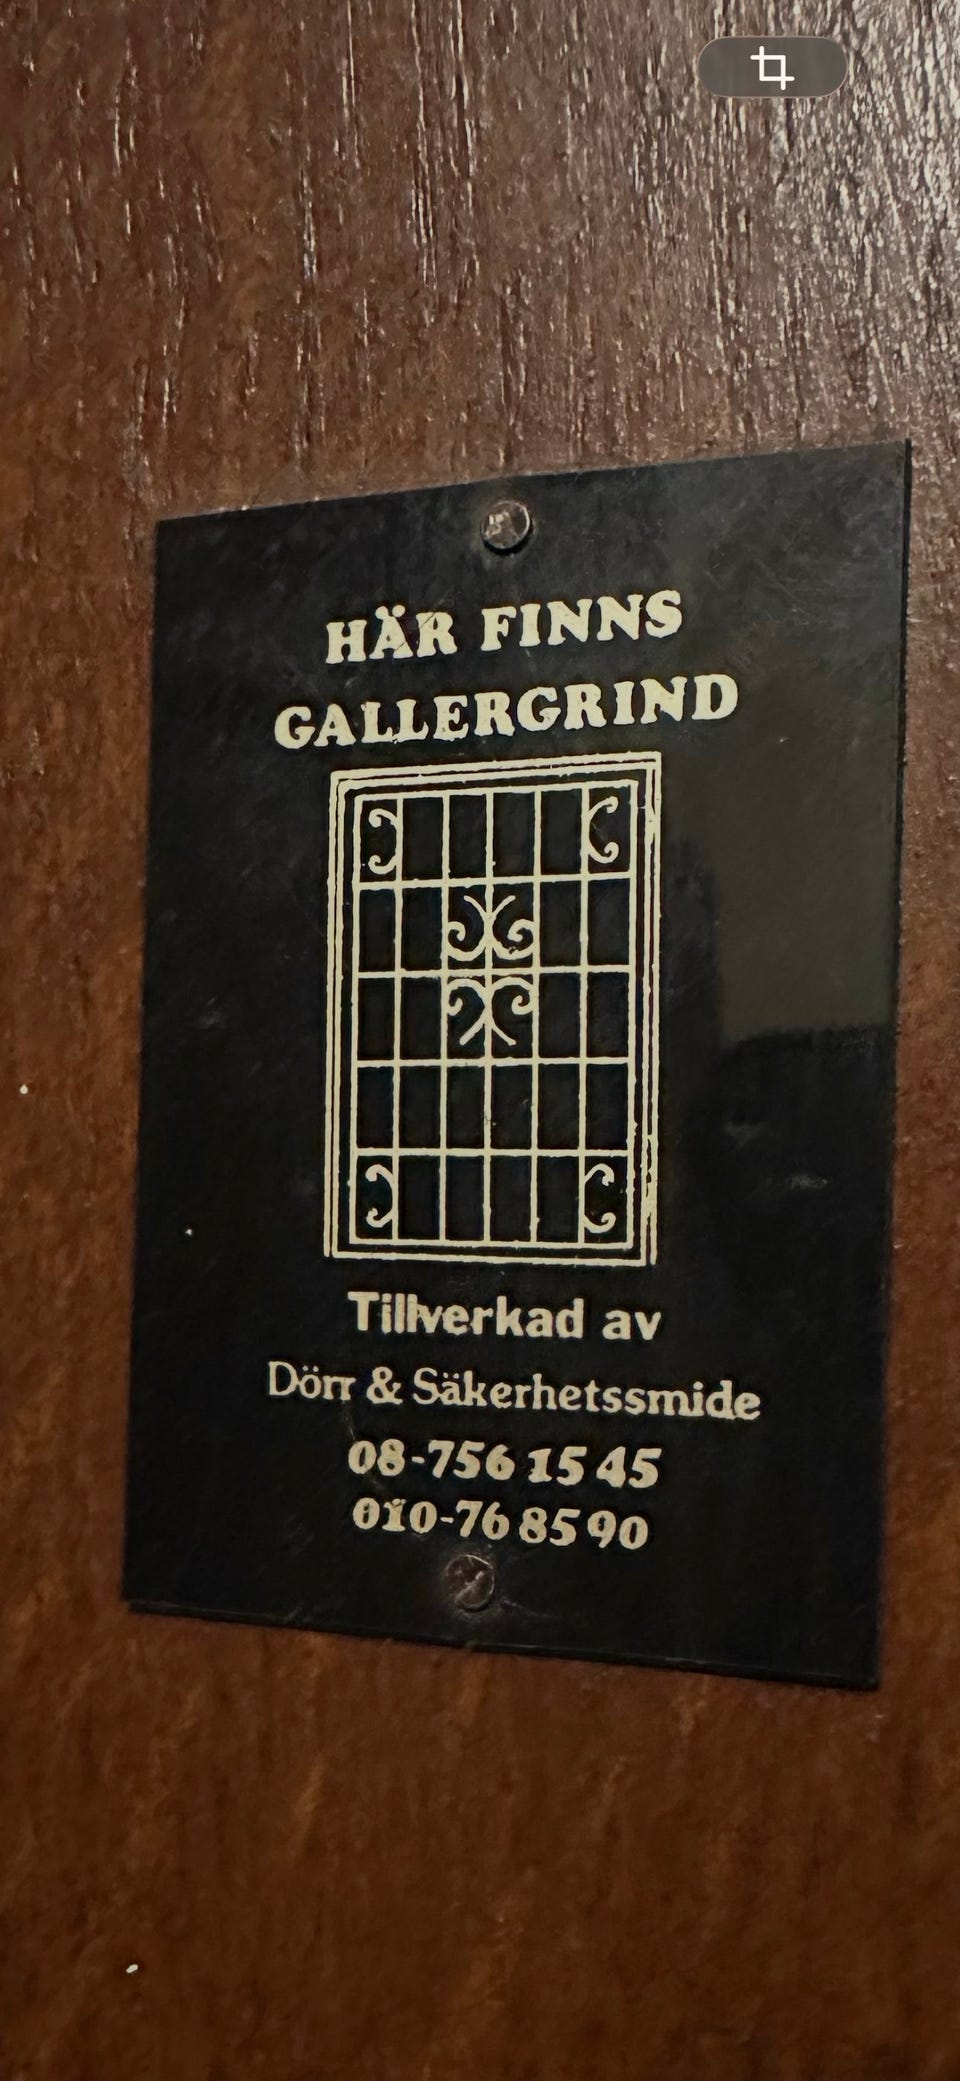 HÄR FINNS
GALLERGRIND
Tillverkad av
Dörr & Säkerhetssmide
08-756 15 45
010-76 85 90